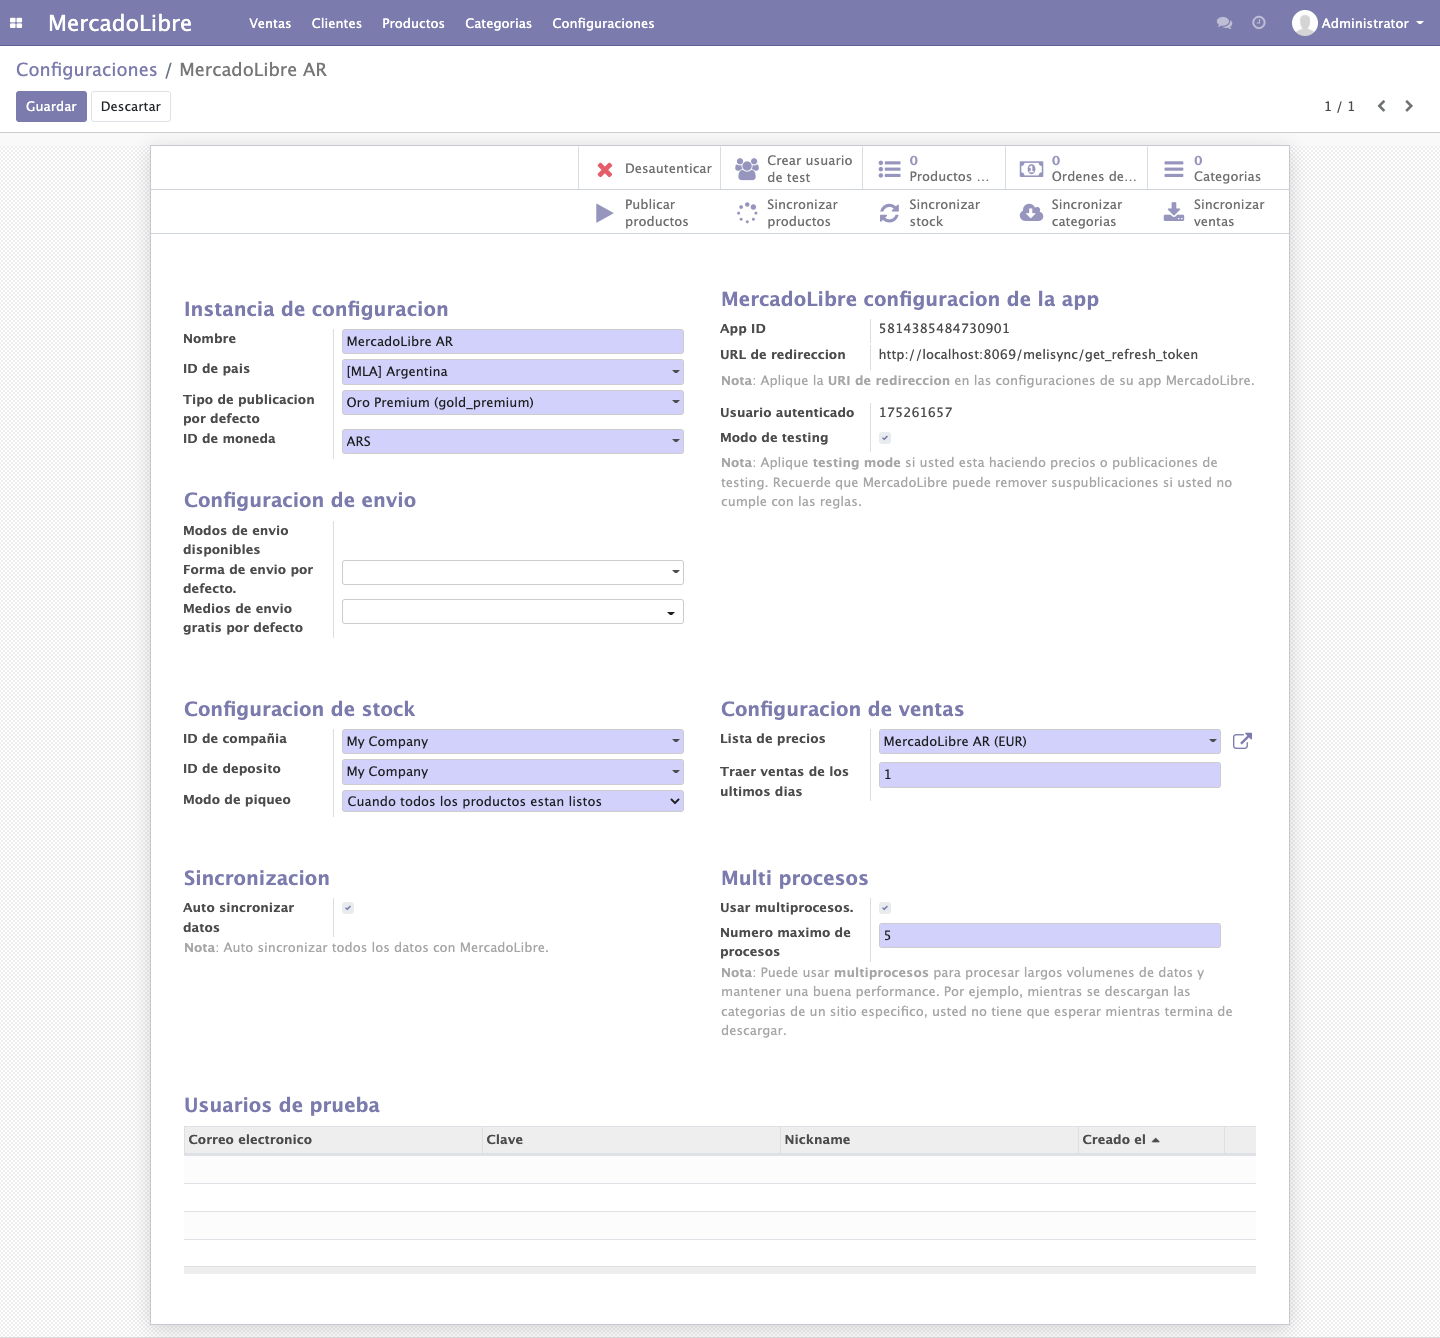 MercadoLibre
Ventas Clientes Productos Categorias Configuraciones
Administrator
Configuraciones / MercadoLibre AR
Guardar Descartar
1 / 1
Desautenticar
Crear usuario
de test
0
Productos ...
0
Ordenes de...
0
Categorias
Publicar
productos
Sincronizar
productos
Sincronizar
stock
Sincronizar
categorias
Sincronizar
ventas
Instancia de configuracion
Nombre
MercadoLibre AR
ID de pais
[MLA] Argentina
Tipo de publicacion
por defecto
Oro Premium (gold_premium)
ID de moneda
ARS
MercadoLibre configuracion de la app
App ID
5814385484730901
URL de redireccion
http://localhost:8069/melisync/get_refresh_token
Nota: Aplique la URI de redireccion en las configuraciones de su app MercadoLibre.
Usuario autenticado
175261657
Modo de testing
Nota: Aplique testing mode si usted esta haciendo precios o publicaciones de
testing. Recuerde que MercadoLibre puede remover suspublicaciones si usted no
cumple con las reglas.
Configuracion de envio
Modos de envio
disponibles
Forma de envio por
defecto.
Medios de envio
gratis por defecto
Configuracion de stock
ID de compañia
My Company
ID de deposito
My Company
Modo de piqueo
Cuando todos los productos estan listos
Configuracion de ventas
Lista de precios
MercadoLibre AR (EUR)
Traer ventas de los
ultimos dias
1
Sincronizacion
Auto sincronizar
datos
Nota: Auto sincronizar todos los datos con MercadoLibre.
Multi procesos
Usar multiprocesos.
Numero maximo de
procesos
5
Nota: Puede usar multiprocesos para procesar largos volumenes de datos y
mantener una buena performance. Por ejemplo, mientras se descargan las
categorias de un sitio especifico, usted no tiene que esperar mientras termina de
descargar.
Usuarios de prueba
Correo electronico Clave Nickname Creado el